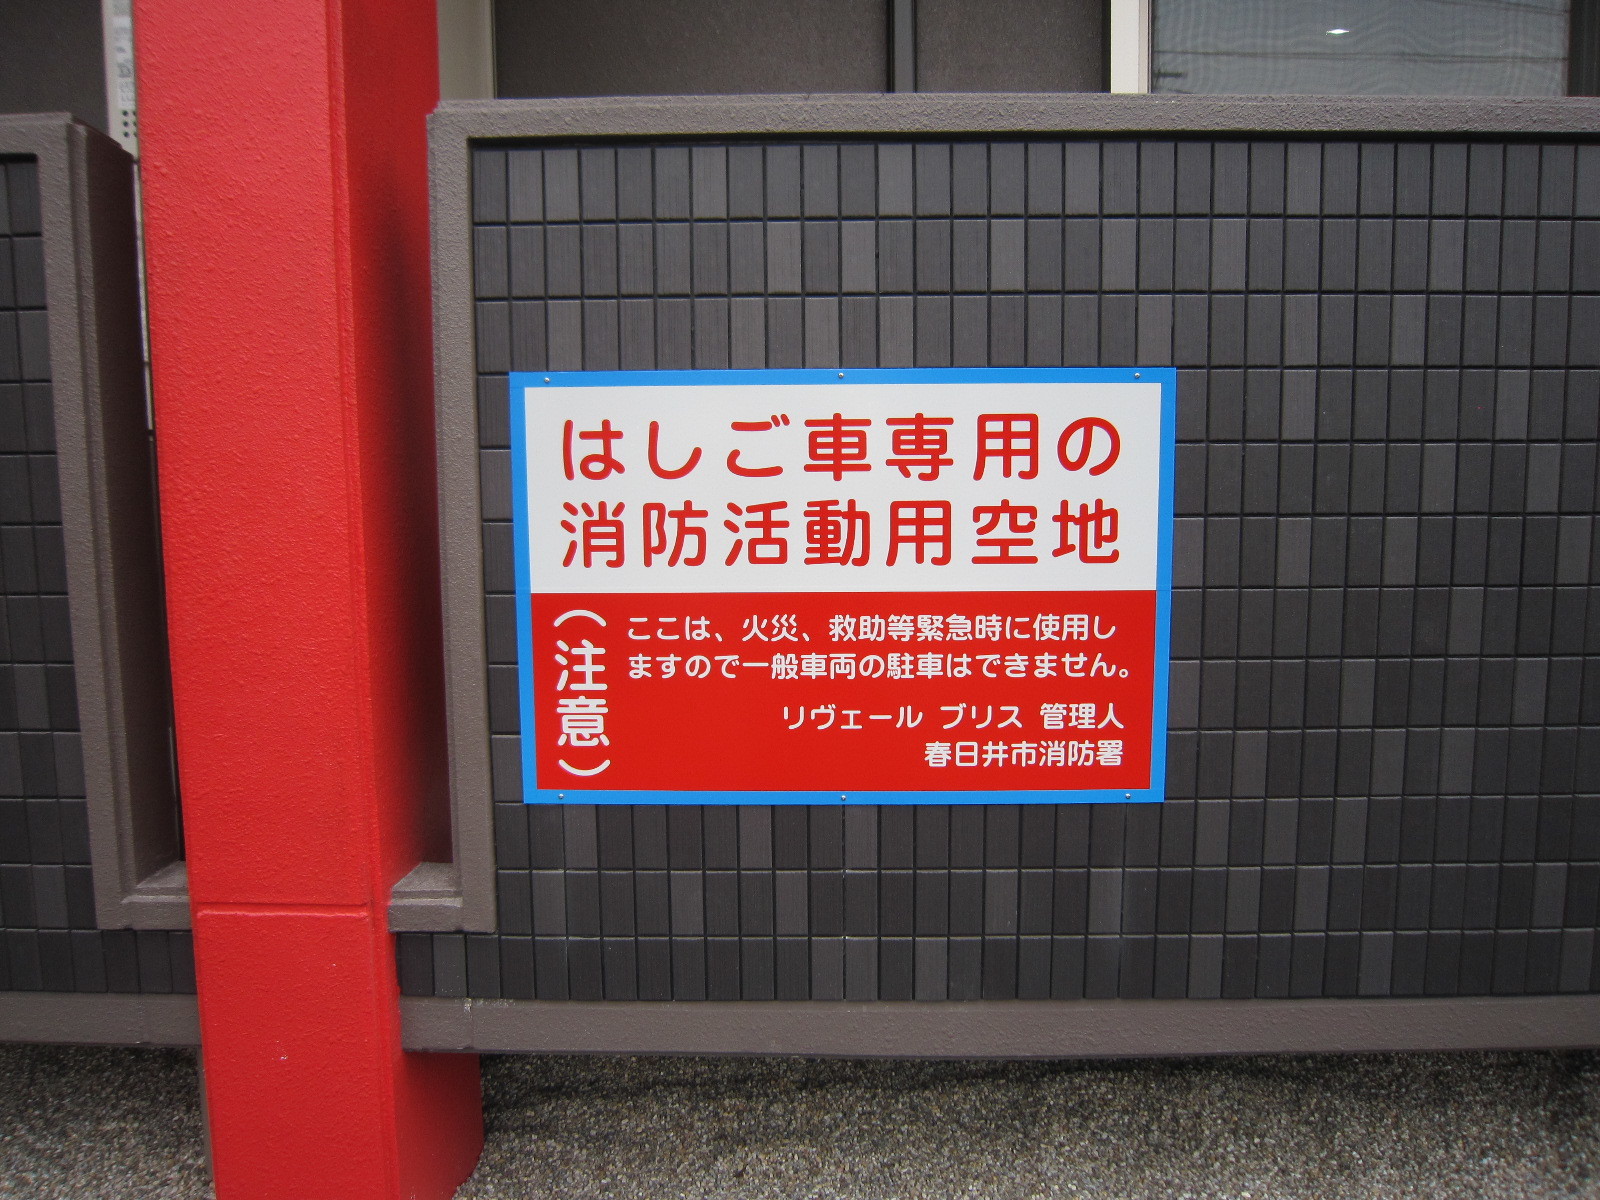 はしご車専用の
消防活動用空地
（注意）
ここは、火災、救助等緊急時に使用し
ますので一般車両の駐車はできません。
リヴェール ブリス 管理人
春日井市消防署